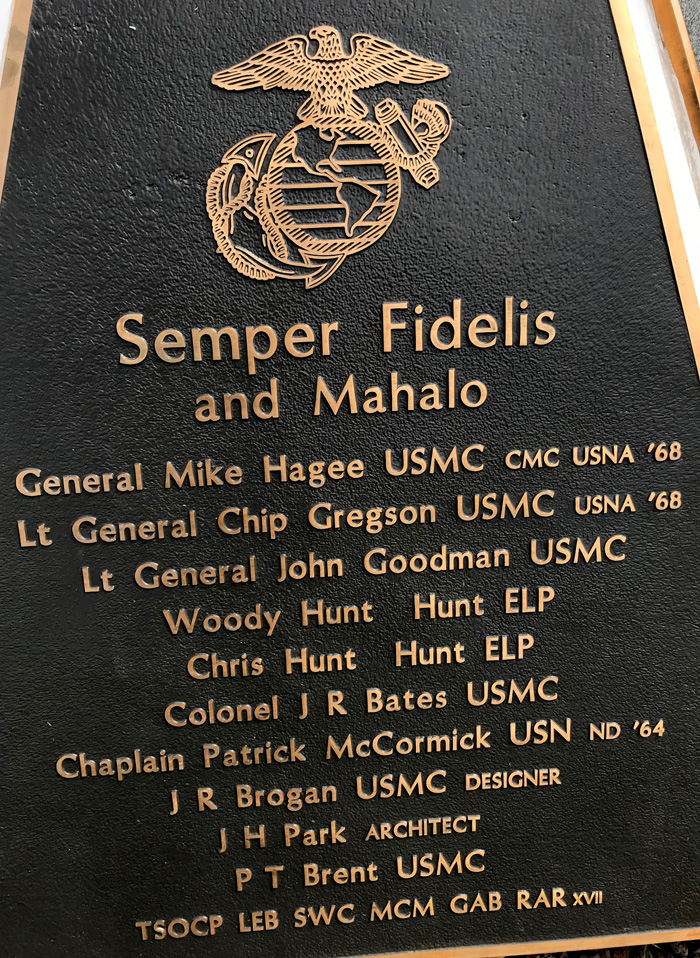 Semper Fidelis
and Mahalo
General Mike Hagee USMC CMC USNA '68
Lt General Chip Gregson USMC USNA '68
Lt General John Goodman USMC
Woody Hunt Hunt ELP
Chris Hunt Hunt ELP
Colonel J R Bates USMC
Chaplain Patrick McCormick USN ND '64
J R Brogan USMC DESIGNER
J H Park ARCHITECT
P T Brent USMC
TSOCP LEB SWC MCM GAB RAR XVII